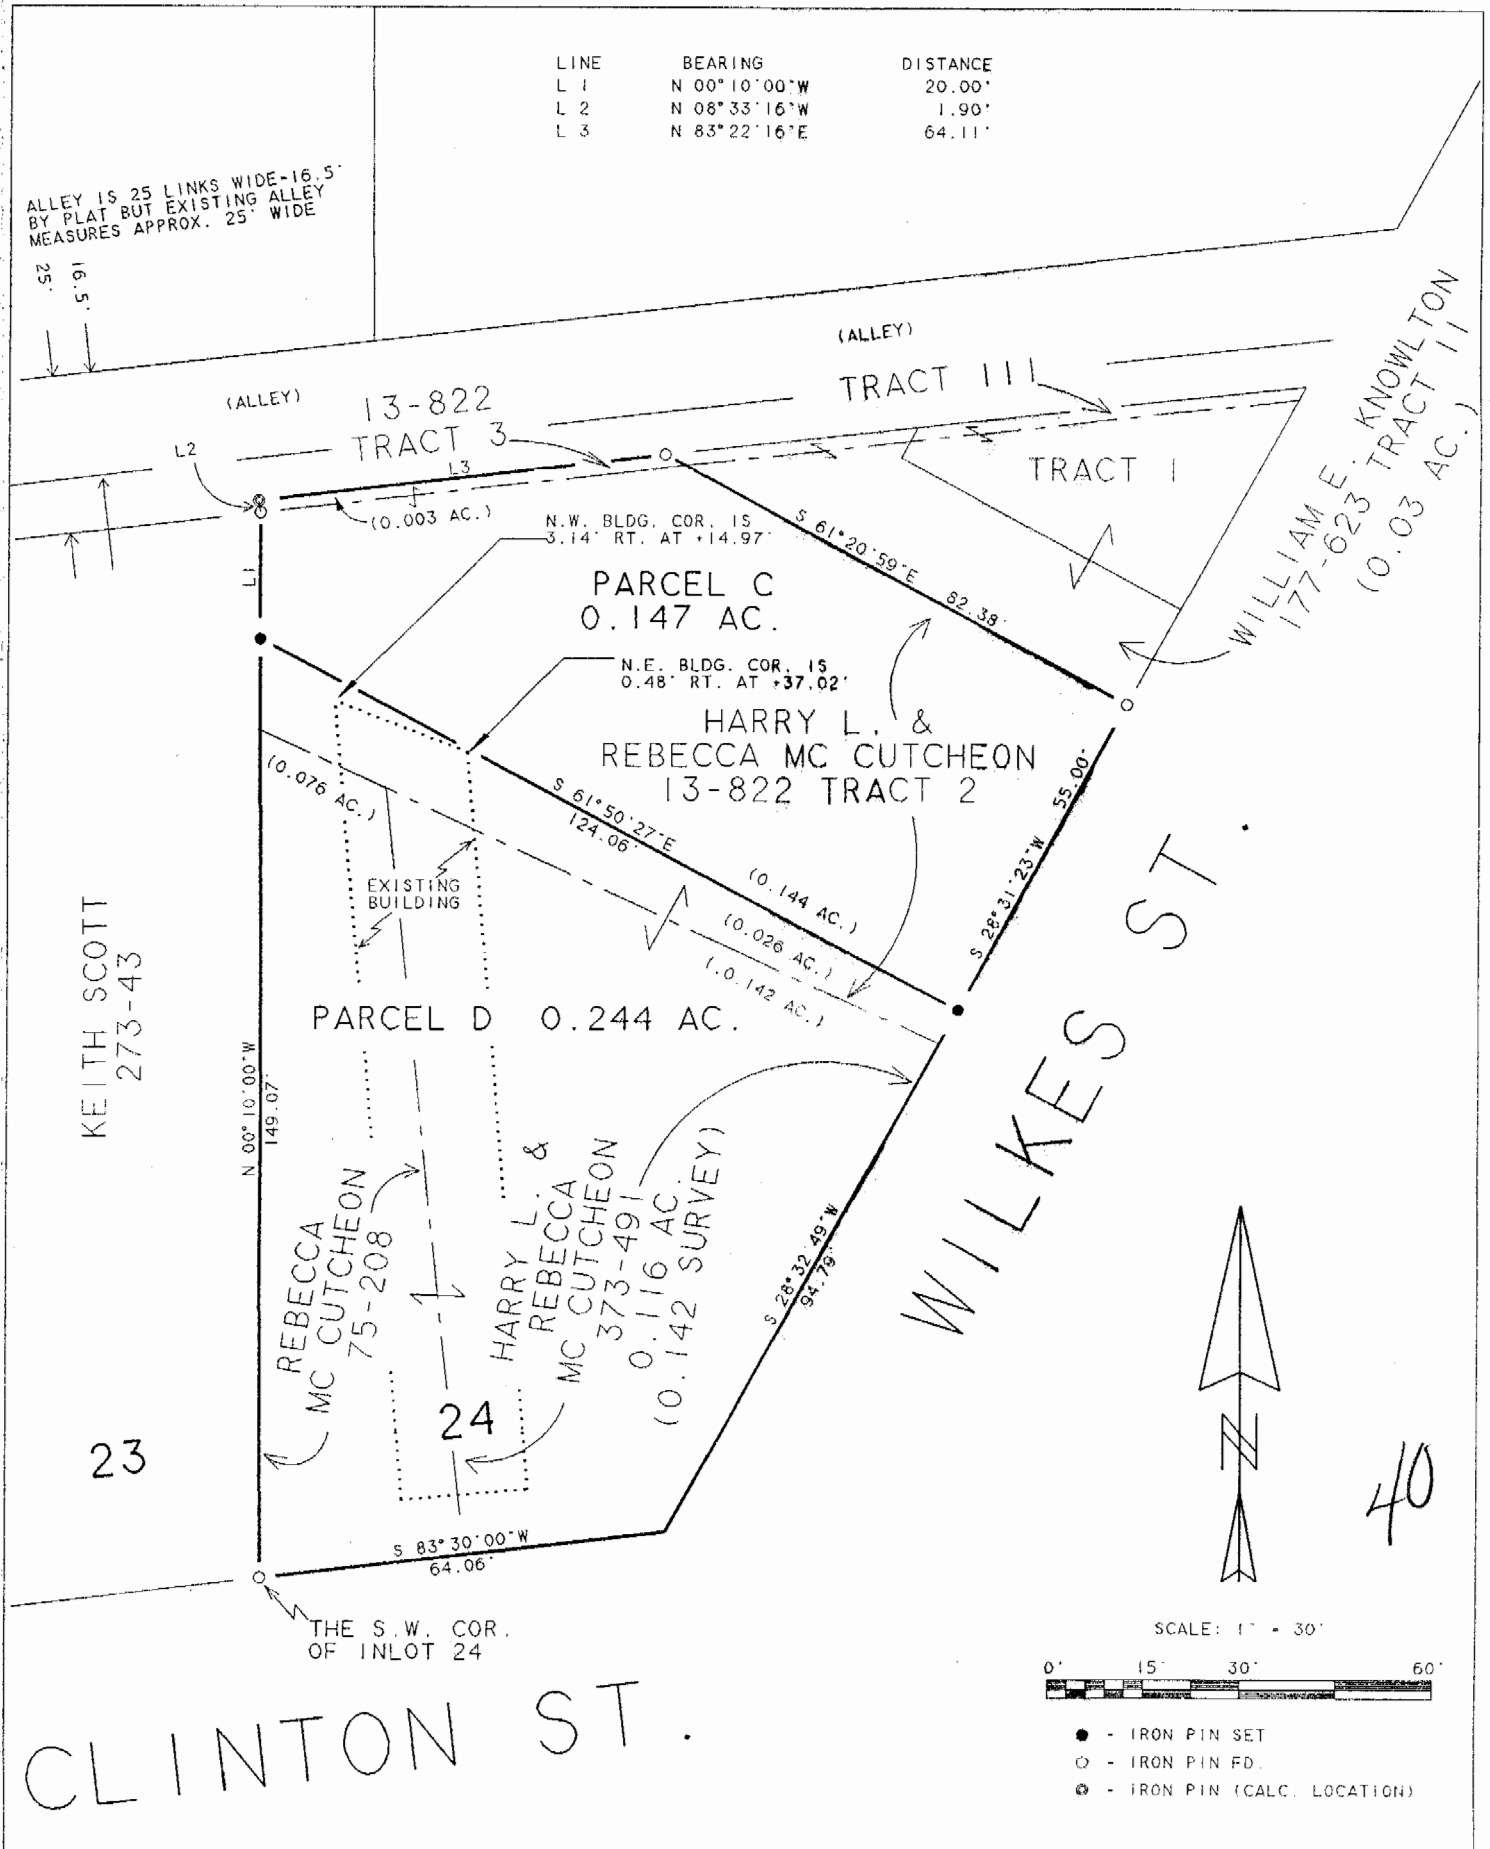 LINE BEARING DISTANCE
L 1 N 00°10'00"W 20.00'
L 2 N 08°33'16"W 1.90'
L 3 N 83°22'16"E 64.11'
ALLEY IS 25 LINKS WIDE-16.5'
BY PLAT BUT EXISTING ALLEY
MEASURES APPROX. 25' WIDE
25'
16.5'
(ALLEY)
(ALLEY)
13-822
TRACT 3
TRACT III
TRACT I
WILLIAM E. KNOWLTON
177-623 TRACT 11
(0.03 AC.)
L2
L3
(0.003 AC.)
L1
N.W. BLDG. COR. IS
3.14' RT. AT +14.97'
S 61°20'59"E
82.38'
PARCEL C
0.147 AC.
N.E. BLDG. COR. IS
0.48' RT. AT +37.02'
HARRY L. &
REBECCA MC CUTCHEON
13-822 TRACT 2
(0.076 AC.)
S 61°50'27"E
124.06'
S 28°31'23"W 55.00'
EXISTING
BUILDING
(0.144 AC.)
(0.026 AC.)
(.0.142 AC.)
KEITH SCOTT
273-43
PARCEL D 0.244 AC.
N 00°10'00"W
149.07'
REBECCA
MC CUTCHEON
75-208
HARRY L. &
REBECCA
MC CUTCHEON
373-491
0.116 AC.
(0.142 SURVEY)
S 28°32'49"W
94.79'
WILKES ST.
24
23
N
40
S 83°30'00"W
64.06'
THE S.W. COR.
OF INLOT 24
CLINTON ST.
SCALE: 1" = 30'
0' 15' 30' 60'
- IRON PIN SET
- IRON PIN FD.
- IRON PIN (CALC. LOCATION)